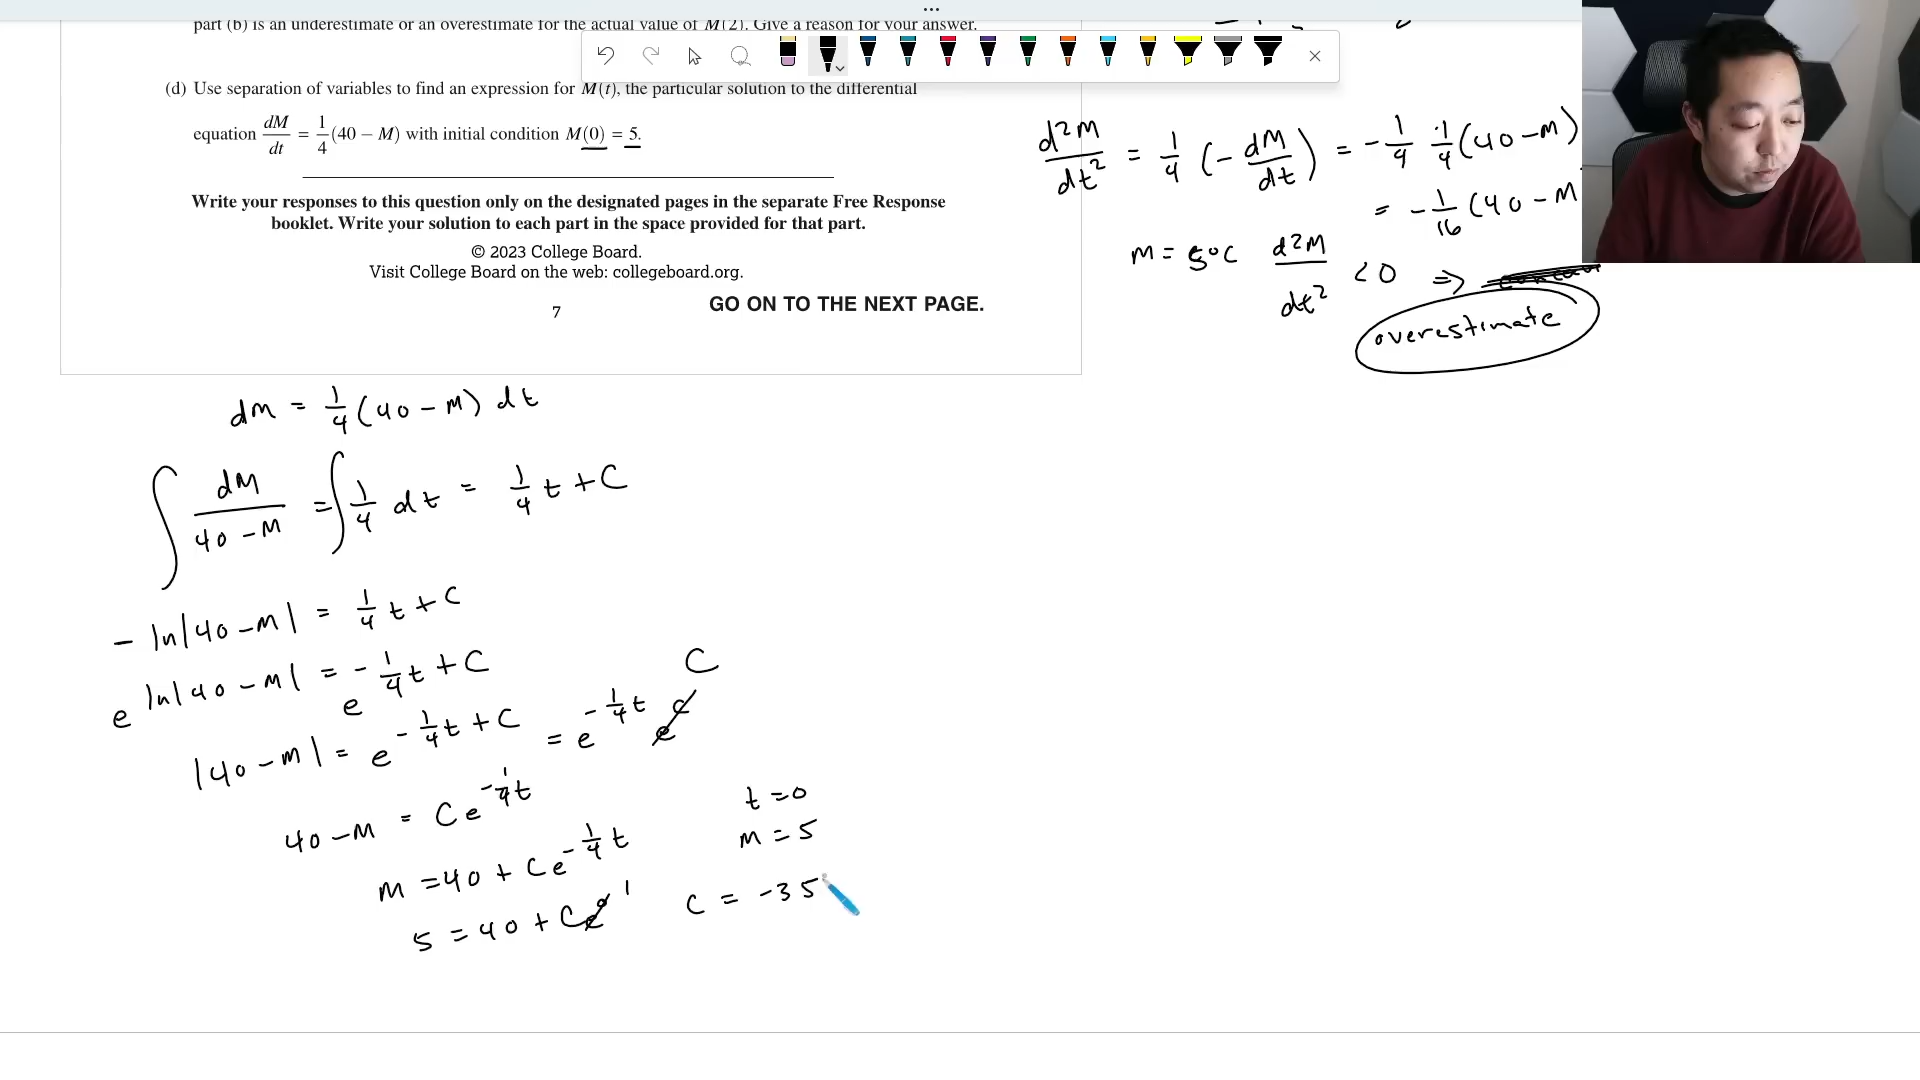 ...
part (b) is an underestimate or an overestimate for the actual value of M(2). Give a reason for your answer.
(d) Use separation of variables to find an expression for M(t), the particular solution to the differential
equation dM/dt = 1/4(40 − M) with initial condition M(0) = 5.
Write your responses to this question only on the designated pages in the separate Free Response
booklet. Write your solution to each part in the space provided for that part.
© 2023 College Board.
Visit College Board on the web: collegeboard.org.
7
GO ON TO THE NEXT PAGE.
d²M/dt² = 1/4 (− dM/dt) = −1/4 · 1/4 (40 − M)
= −1/16 (40 − M
M = 5°C d²M/dt² < 0 ⇒
overestimate
dM = 1/4 (40 − M) dt
∫ dM/(40 − M) = ∫ 1/4 dt = 1/4 t + C
− ln|40 − M| = 1/4 t + C
e^(ln|40 − M|) = e^(−1/4 t + C)
|40 − M| = e^(−1/4 t + C) = e^(−1/4 t) e^C C
40 − M = Ce^(−1/4 t)
M = 40 + Ce^(−1/4 t)
5 = 40 + Ce^0 1
t = 0
M = 5
C = −35